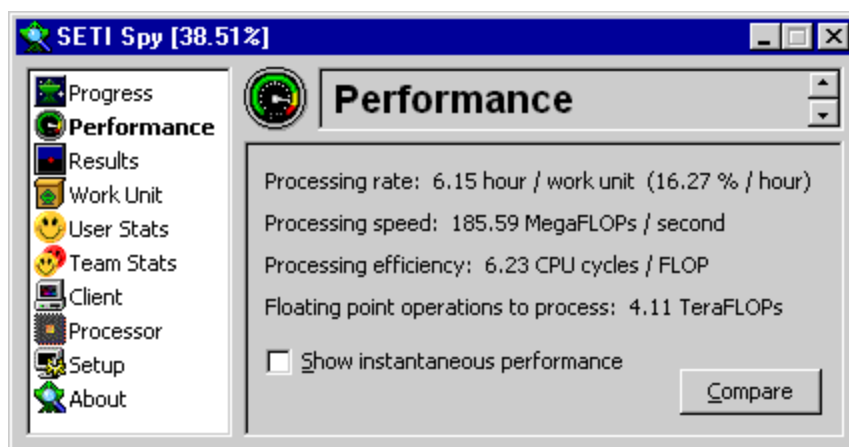 SETI Spy [38.51%]
Progress
Performance
Results
Work Unit
User Stats
Team Stats
Client
Processor
Setup
About
Performance
Processing rate: 6.15 hour / work unit (16.27 % / hour)
Processing speed: 185.59 MegaFLOPs / second
Processing efficiency: 6.23 CPU cycles / FLOP
Floating point operations to process: 4.11 TeraFLOPs
Show instantaneous performance
Compare